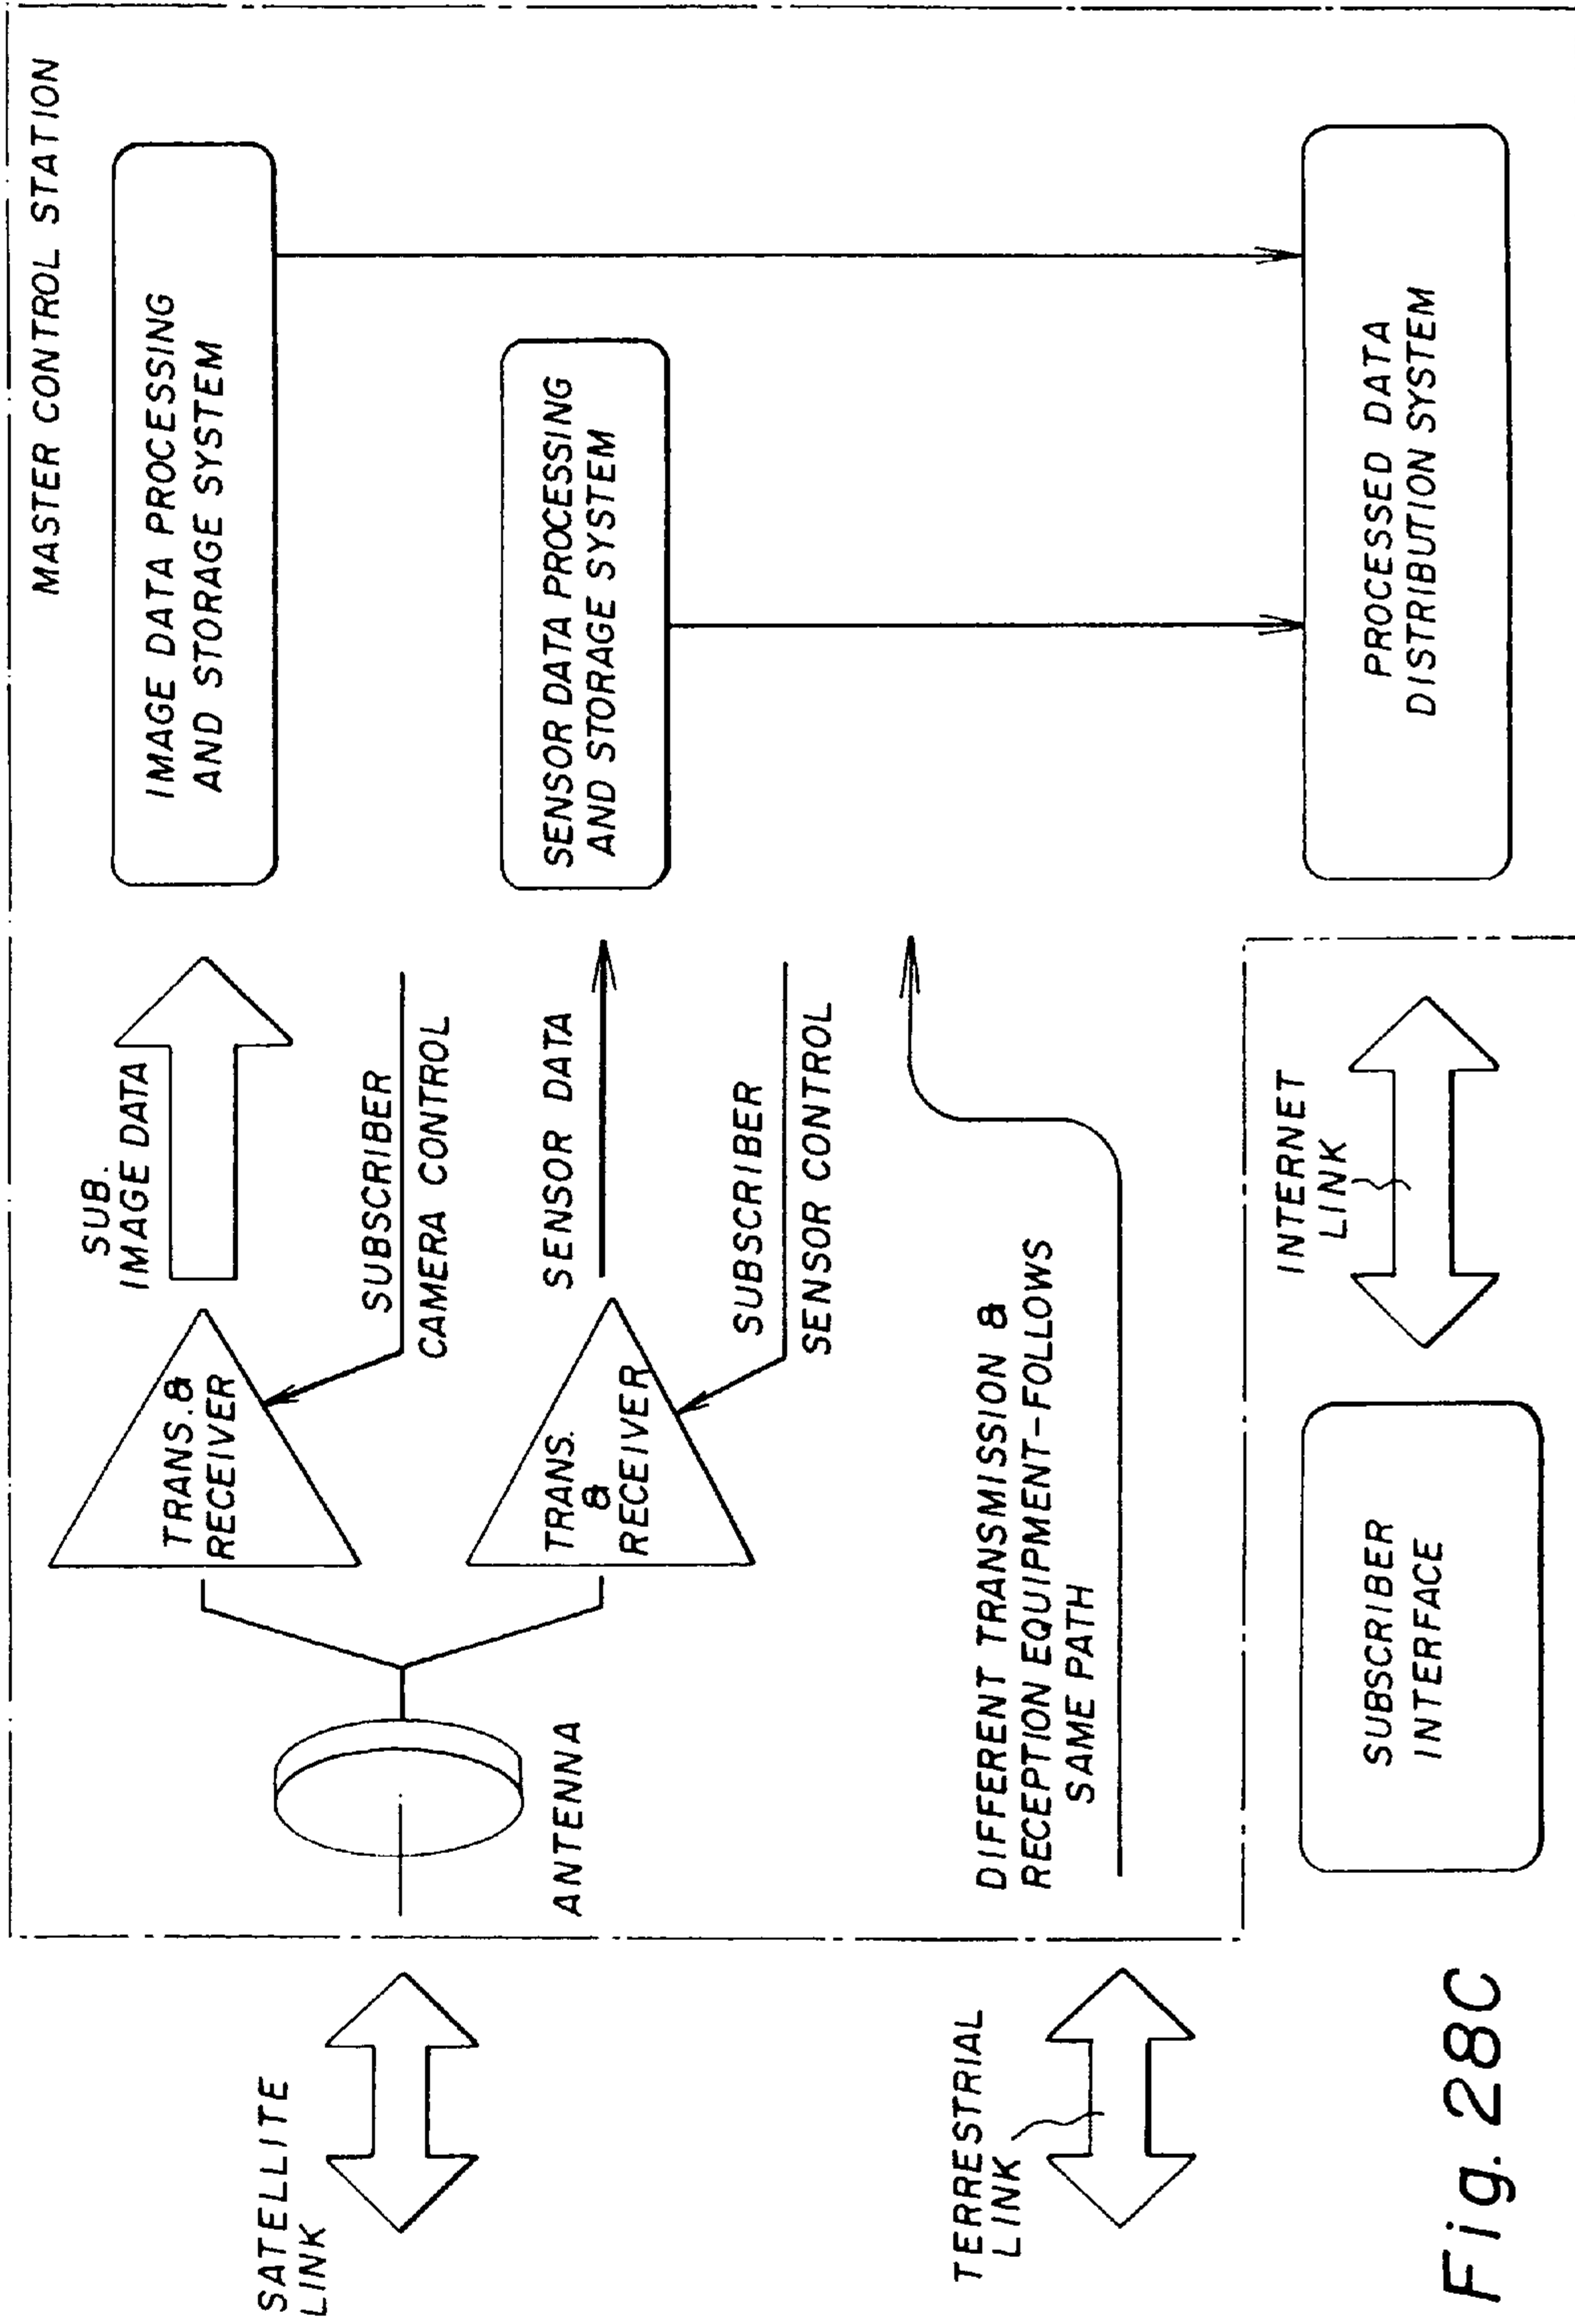 MASTER CONTROL STATION
SATELLITE
LINK
ANTENNA
TRANS. &
RECEIVER
SUB.
IMAGE DATA
IMAGE DATA PROCESSING
AND STORAGE SYSTEM
SUBSCRIBER
CAMERA CONTROL
TRANS.
&
RECEIVER
SENSOR DATA
SENSOR DATA PROCESSING
AND STORAGE SYSTEM
SUBSCRIBER
SENSOR CONTROL
TERRESTRIAL
LINK
DIFFERENT TRANSMISSION &
RECEPTION EQUIPMENT-FOLLOWS
SAME PATH
SUBSCRIBER
INTERFACE
INTERNET
LINK
PROCESSED DATA
DISTRIBUTION SYSTEM
Fig. 28C